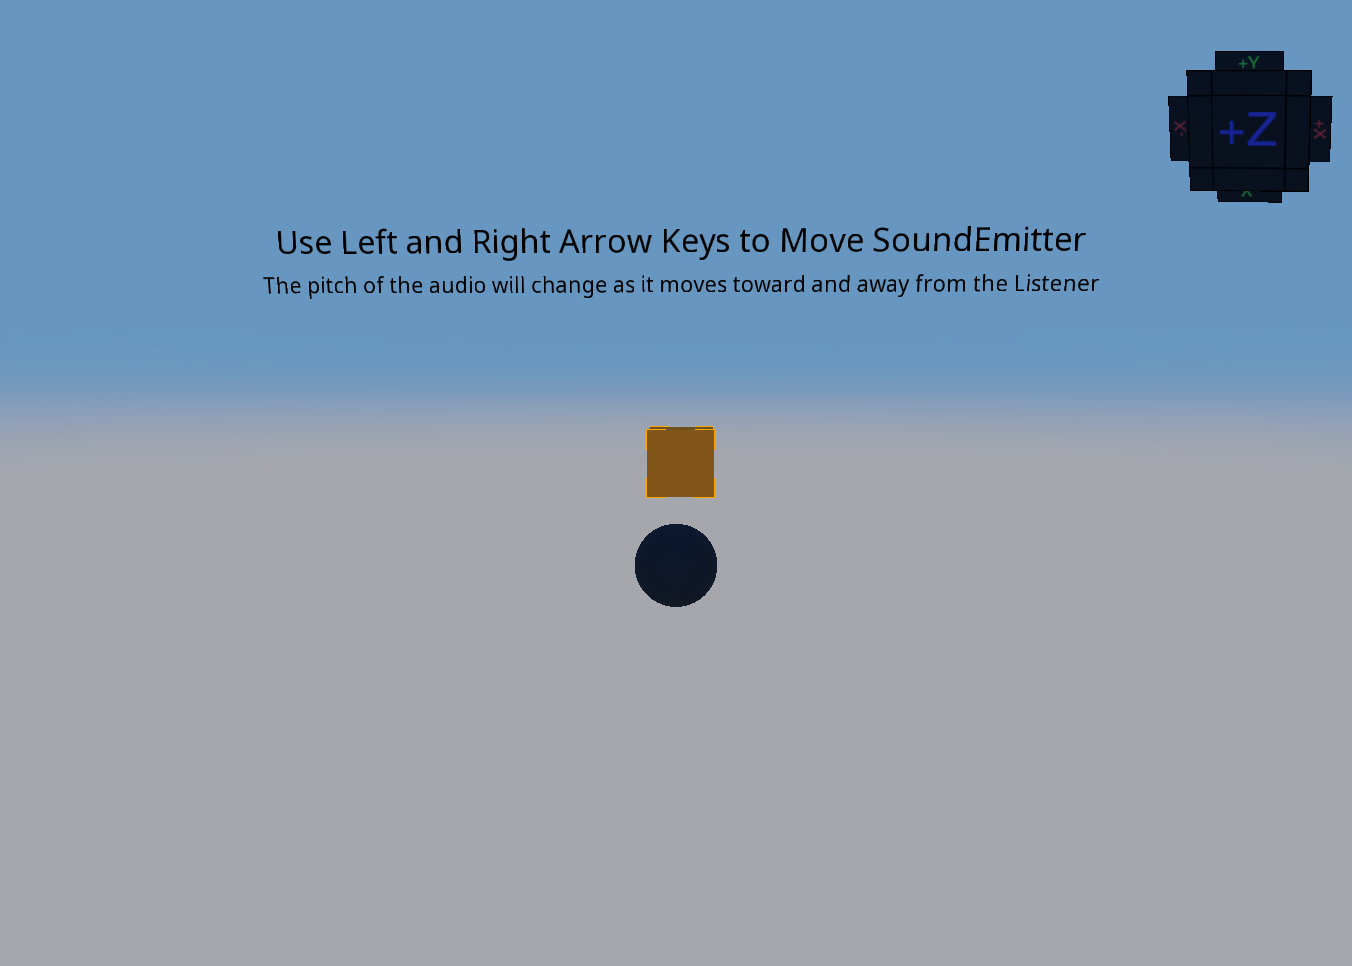 +Y
-X +Z +X
Use Left and Right Arrow Keys to Move SoundEmitter
The pitch of the audio will change as it moves toward and away from the Listener